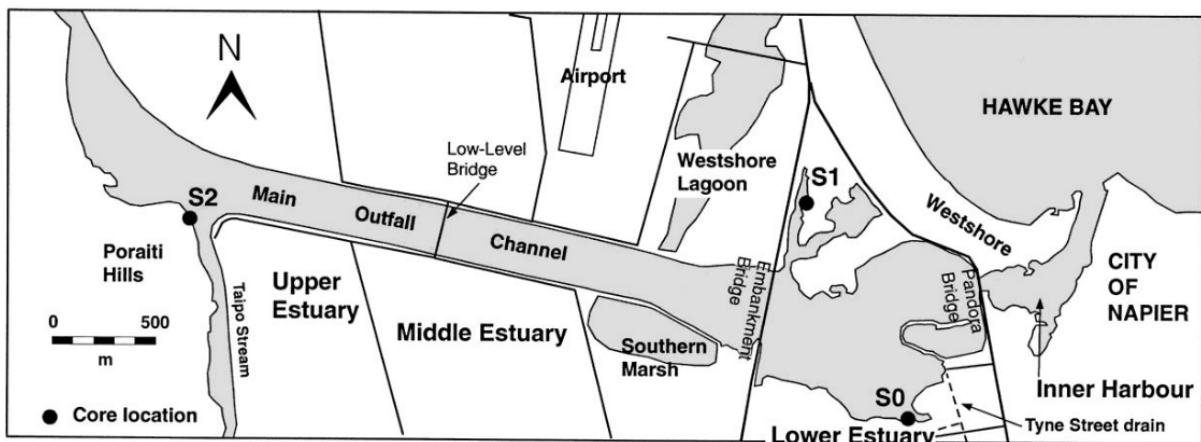 N
Airport
HAWKE BAY
Low-Level
Bridge
Westshore
Lagoon
S1
S2
Main
Outfall
Channel
Westshore
Poraiti
Hills
Upper
Estuary
Taipo Stream
Middle Estuary
Embankment
Bridge
Pandora
Bridge
CITY
OF
NAPIER
0 500
m
Southern
Marsh
S0
Inner Harbour
Core location
Lower Estuary
Tyne Street drain